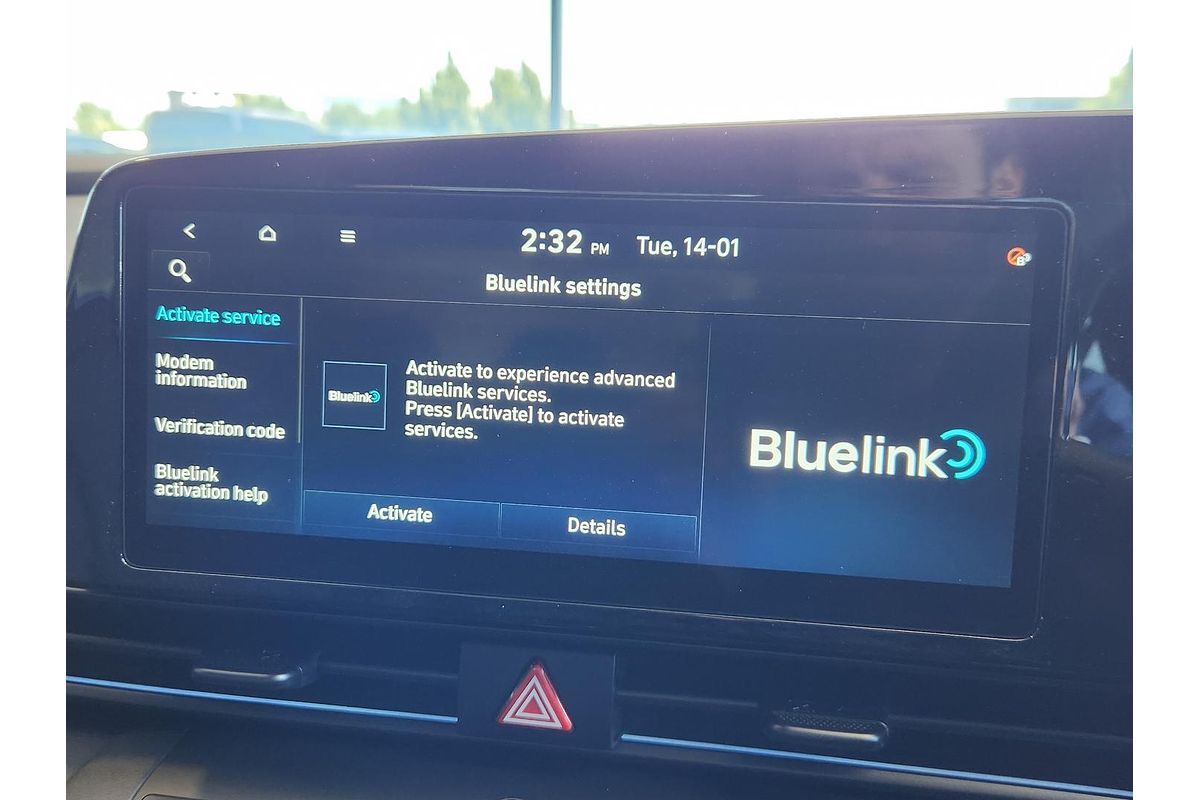 2:32 PM Tue, 14-01
Bluelink settings
Activate service
Modem
information
Verification code
Bluelink
activation help
Bluelink
Activate to experience advanced
Bluelink services.
Press [Activate] to activate
services.
Activate
Details
Bluelink